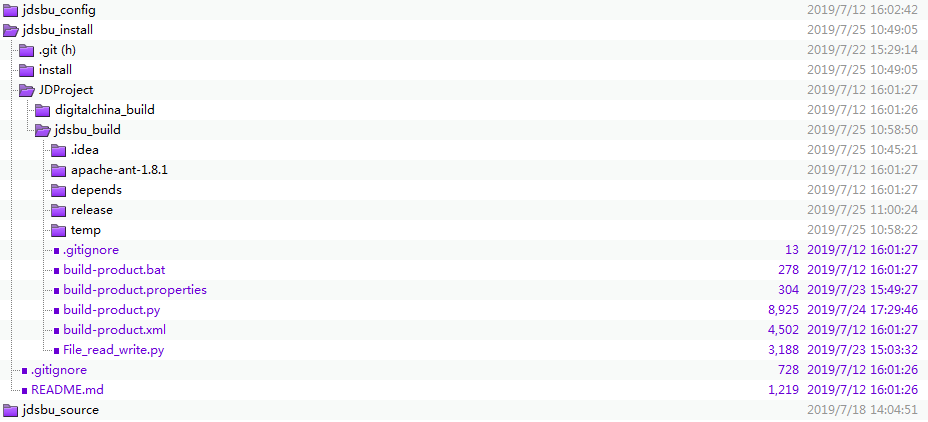 jdsbu_config 2019/7/12 16:02:42
jdsbu_install 2019/7/25 10:49:05
.git (h) 2019/7/22 15:29:14
install 2019/7/25 10:49:05
JDProject 2019/7/12 16:01:27
digitalchina_build 2019/7/12 16:01:26
jdsbu_build 2019/7/25 10:58:50
.idea 2019/7/25 10:45:21
apache-ant-1.8.1 2019/7/12 16:01:27
depends 2019/7/12 16:01:27
release 2019/7/25 11:00:24
temp 2019/7/25 10:58:22
.gitignore 13 2019/7/12 16:01:27
build-product.bat 278 2019/7/12 16:01:27
build-product.properties 304 2019/7/23 15:49:27
build-product.py 8,925 2019/7/24 17:29:46
build-product.xml 4,502 2019/7/12 16:01:27
File_read_write.py 3,188 2019/7/23 15:03:32
.gitignore 728 2019/7/12 16:01:26
README.md 1,219 2019/7/12 16:01:26
jdsbu_source 2019/7/18 14:04:51